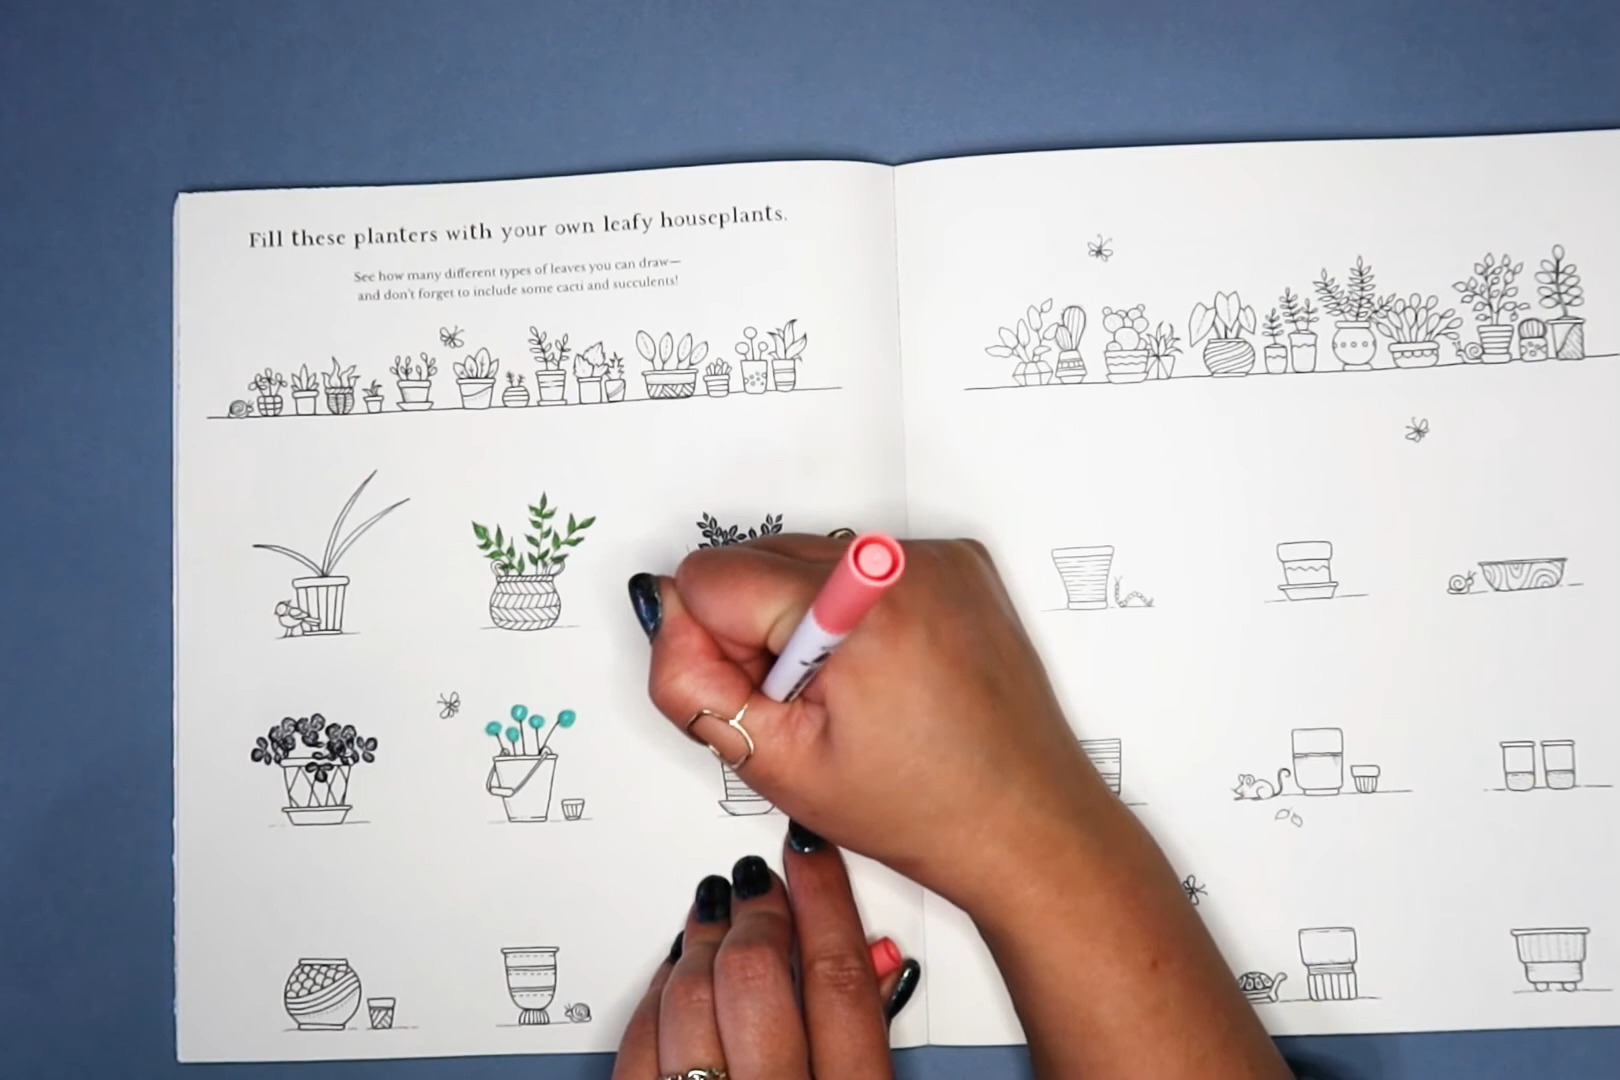 Fill these planters with your own leafy houseplants.
See how many different types of leaves you can draw—
and don't forget to include some cacti and succulents!